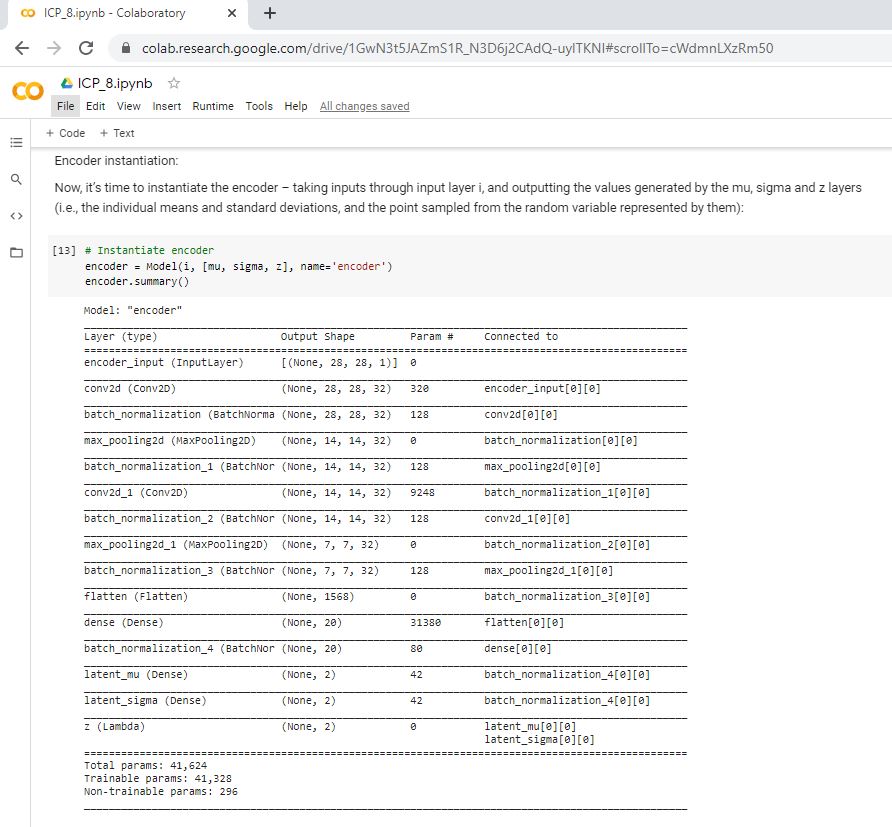 ICP_8.ipynb - Colaboratory
colab.research.google.com/drive/1GwN3t5JAZmS1R_N3D6j2CAdQ-uyITKNI#scrollTo=cWdmnLXzRm50
ICP_8.ipynb
File Edit View Insert Runtime Tools Help All changes saved
+ Code + Text
Encoder instantiation:
Now, it's time to instantiate the encoder – taking inputs through input layer i, and outputting the values generated by the mu, sigma and z layers
(i.e., the individual means and standard deviations, and the point sampled from the random variable represented by them):
[13] # Instantiate encoder
encoder = Model(i, [mu, sigma, z], name='encoder')
encoder.summary()
Model: "encoder"
Layer (type) Output Shape Param # Connected to
encoder_input (InputLayer) [(None, 28, 28, 1)] 0
conv2d (Conv2D) (None, 28, 28, 32) 320 encoder_input[0][0]
batch_normalization (BatchNorma (None, 28, 28, 32) 128 conv2d[0][0]
max_pooling2d (MaxPooling2D) (None, 14, 14, 32) 0 batch_normalization[0][0]
batch_normalization_1 (BatchNor (None, 14, 14, 32) 128 max_pooling2d[0][0]
conv2d_1 (Conv2D) (None, 14, 14, 32) 9248 batch_normalization_1[0][0]
batch_normalization_2 (BatchNor (None, 14, 14, 32) 128 conv2d_1[0][0]
max_pooling2d_1 (MaxPooling2D) (None, 7, 7, 32) 0 batch_normalization_2[0][0]
batch_normalization_3 (BatchNor (None, 7, 7, 32) 128 max_pooling2d_1[0][0]
flatten (Flatten) (None, 1568) 0 batch_normalization_3[0][0]
dense (Dense) (None, 20) 31380 flatten[0][0]
batch_normalization_4 (BatchNor (None, 20) 80 dense[0][0]
latent_mu (Dense) (None, 2) 42 batch_normalization_4[0][0]
latent_sigma (Dense) (None, 2) 42 batch_normalization_4[0][0]
z (Lambda) (None, 2) 0 latent_mu[0][0]
latent_sigma[0][0]
Total params: 41,624
Trainable params: 41,328
Non-trainable params: 296